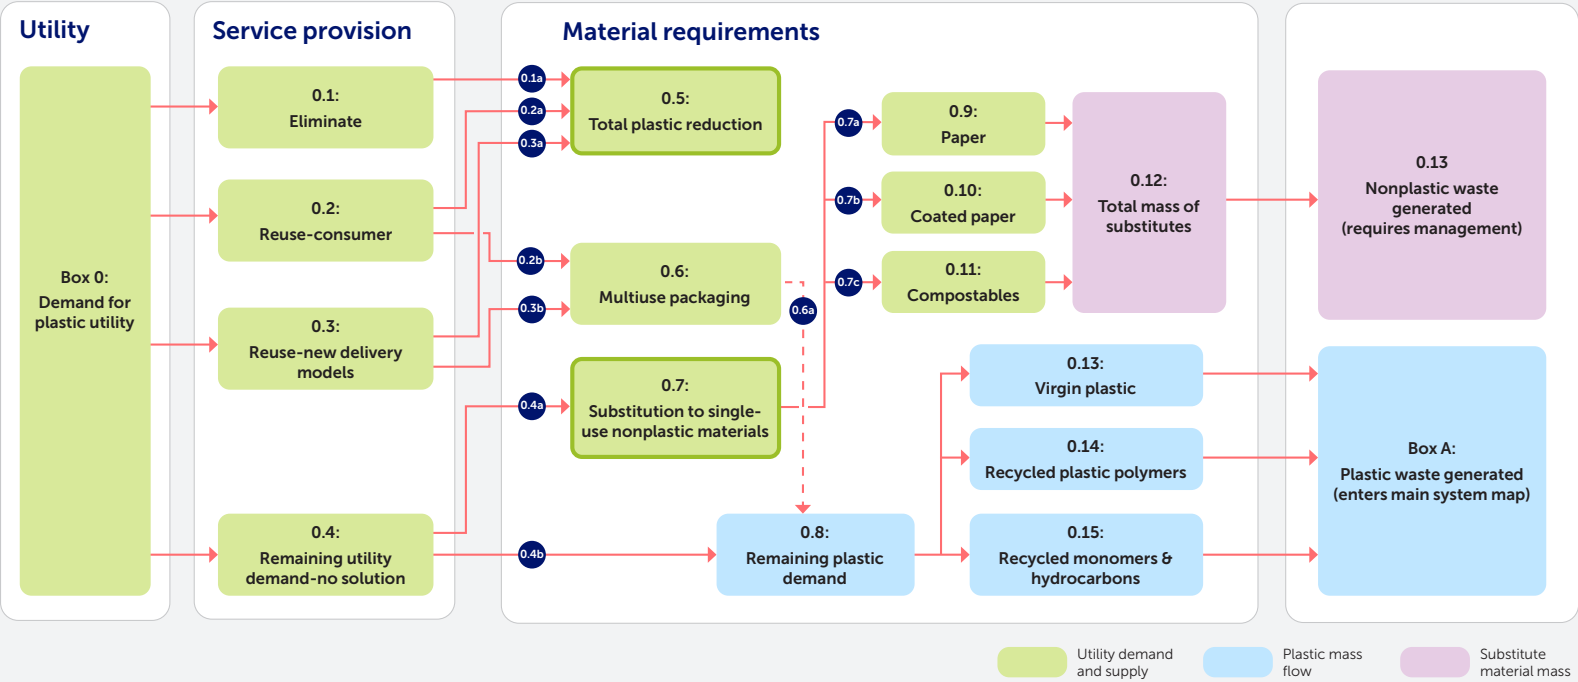 Utility
Service provision
Material requirements
Box 0:
Demand for
plastic utility
0.1:
Eliminate
0.2:
Reuse-consumer
0.3:
Reuse-new delivery
models
0.4:
Remaining utility
demand-no solution
0.1a
0.2a
0.3a
0.2b
0.3b
0.4a
0.4b
0.5:
Total plastic reduction
0.6:
Multiuse packaging
0.6a
0.7:
Substitution to single-
use nonplastic materials
0.8:
Remaining plastic
demand
0.7a
0.7b
0.7c
0.9:
Paper
0.10:
Coated paper
0.11:
Compostables
0.12:
Total mass of
substitutes
0.13:
Virgin plastic
0.14:
Recycled plastic polymers
0.15:
Recycled monomers &
hydrocarbons
0.13
Nonplastic waste
generated
(requires management)
Box A:
Plastic waste generated
(enters main system map)
Utility demand
and supply
Plastic mass
flow
Substitute
material mass